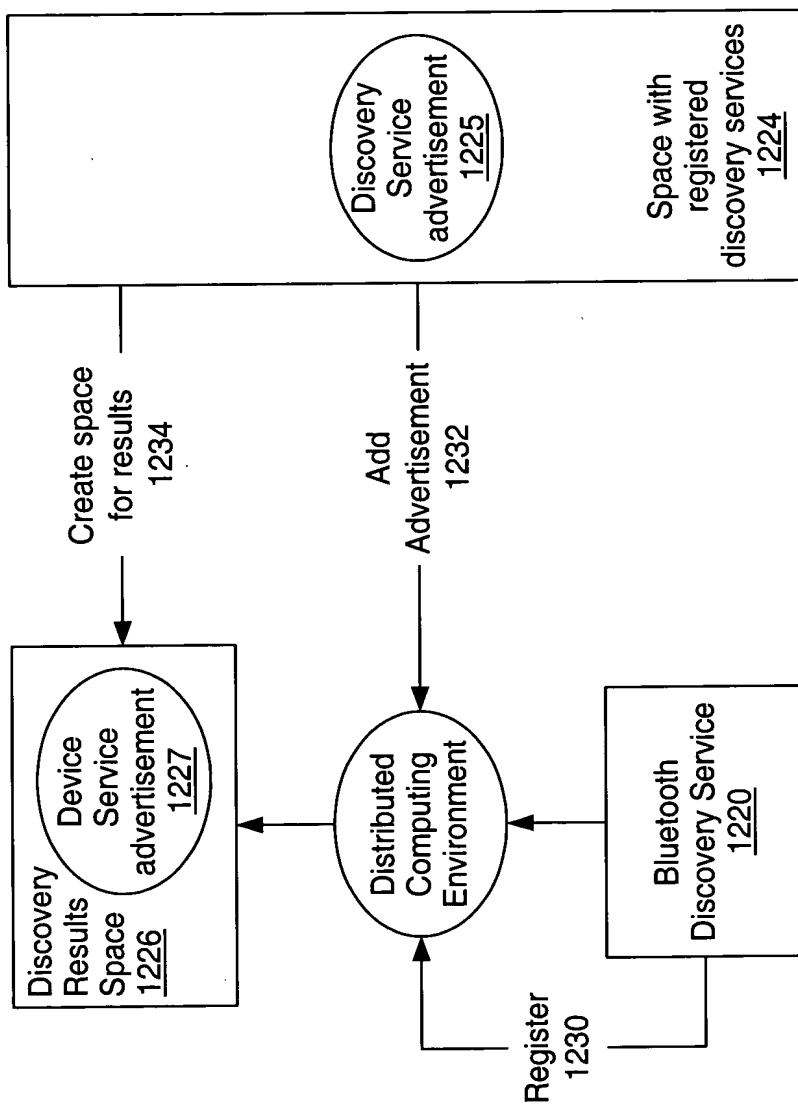 Discovery
Results
Space
1226
Device
Service
advertisement
1227
Create space
for results
1234
Distributed
Computing
Environment
Add
Advertisement
1232
Discovery
Service
advertisement
1225
Register
1230
Bluetooth
Discovery Service
1220
Space with
registered
discovery services
1224